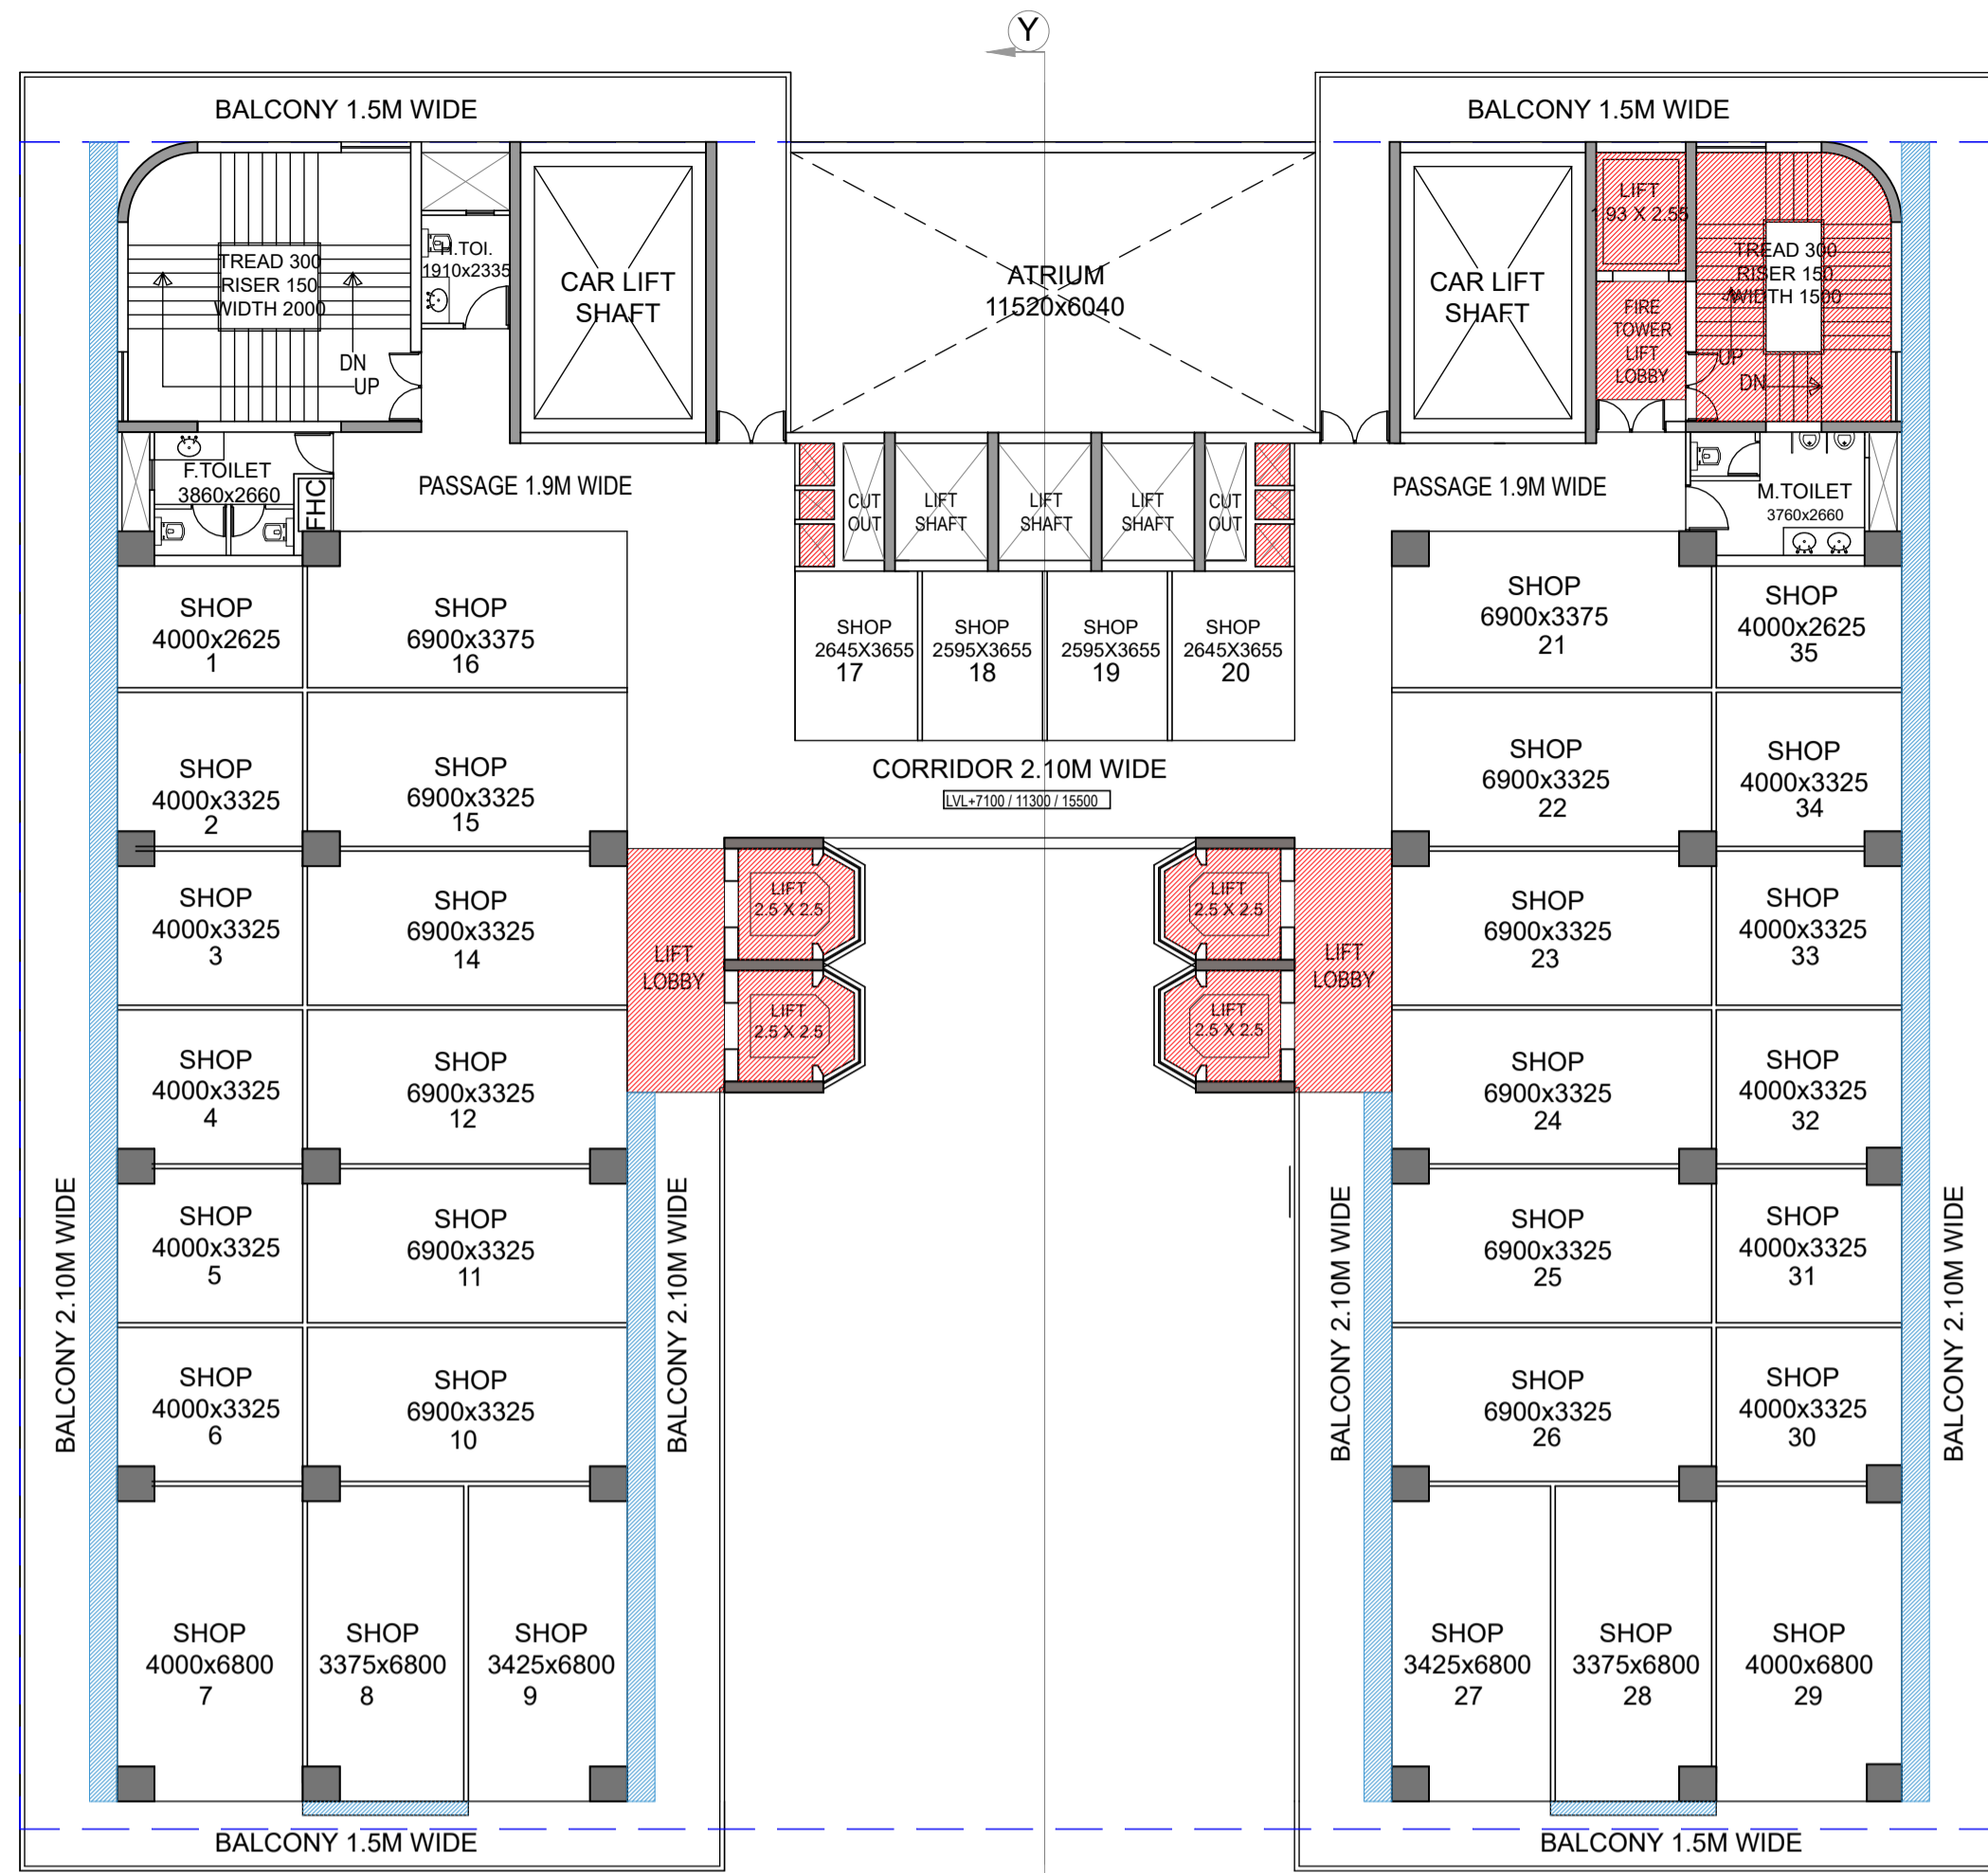 Y
BALCONY 1.5M WIDE
BALCONY 1.5M WIDE
TREAD 300
RISER 150
WIDTH 2000
DN
UP
H.TOI.
1910x2335
CAR LIFT
SHAFT
ATRIUM
11520x6040
CAR LIFT
SHAFT
LIFT
1.93 X 2.55
FIRE
TOWER
LIFT
LOBBY
TREAD 300
RISER 150
WIDTH 1500
UP
DN
F.TOILET
3860x2660
FHC
PASSAGE 1.9M WIDE
CUT
OUT
LIFT
SHAFT
LIFT
SHAFT
LIFT
SHAFT
CUT
OUT
PASSAGE 1.9M WIDE
M.TOILET
3760x2660
SHOP
4000x2625
1
SHOP
6900x3375
16
SHOP
2645X3655
17
SHOP
2595X3655
18
SHOP
2595X3655
19
SHOP
2645X3655
20
SHOP
6900x3375
21
SHOP
4000x2625
35
SHOP
4000x3325
2
SHOP
6900x3325
15
CORRIDOR 2.10M WIDE
LVL+7100 / 11300 / 15500
SHOP
6900x3325
22
SHOP
4000x3325
34
SHOP
4000x3325
3
SHOP
6900x3325
14
LIFT
LOBBY
LIFT
2.5 X 2.5
LIFT
2.5 X 2.5
LIFT
2.5 X 2.5
LIFT
2.5 X 2.5
LIFT
LOBBY
SHOP
6900x3325
23
SHOP
4000x3325
33
SHOP
4000x3325
4
SHOP
6900x3325
12
SHOP
6900x3325
24
SHOP
4000x3325
32
BALCONY 2.10M WIDE
SHOP
4000x3325
5
SHOP
6900x3325
11
BALCONY 2.10M WIDE
BALCONY 2.10M WIDE
SHOP
6900x3325
25
SHOP
4000x3325
31
BALCONY 2.10M WIDE
SHOP
4000x3325
6
SHOP
6900x3325
10
SHOP
6900x3325
26
SHOP
4000x3325
30
SHOP
4000x6800
7
SHOP
3375x6800
8
SHOP
3425x6800
9
SHOP
3425x6800
27
SHOP
3375x6800
28
SHOP
4000x6800
29
BALCONY 1.5M WIDE
BALCONY 1.5M WIDE